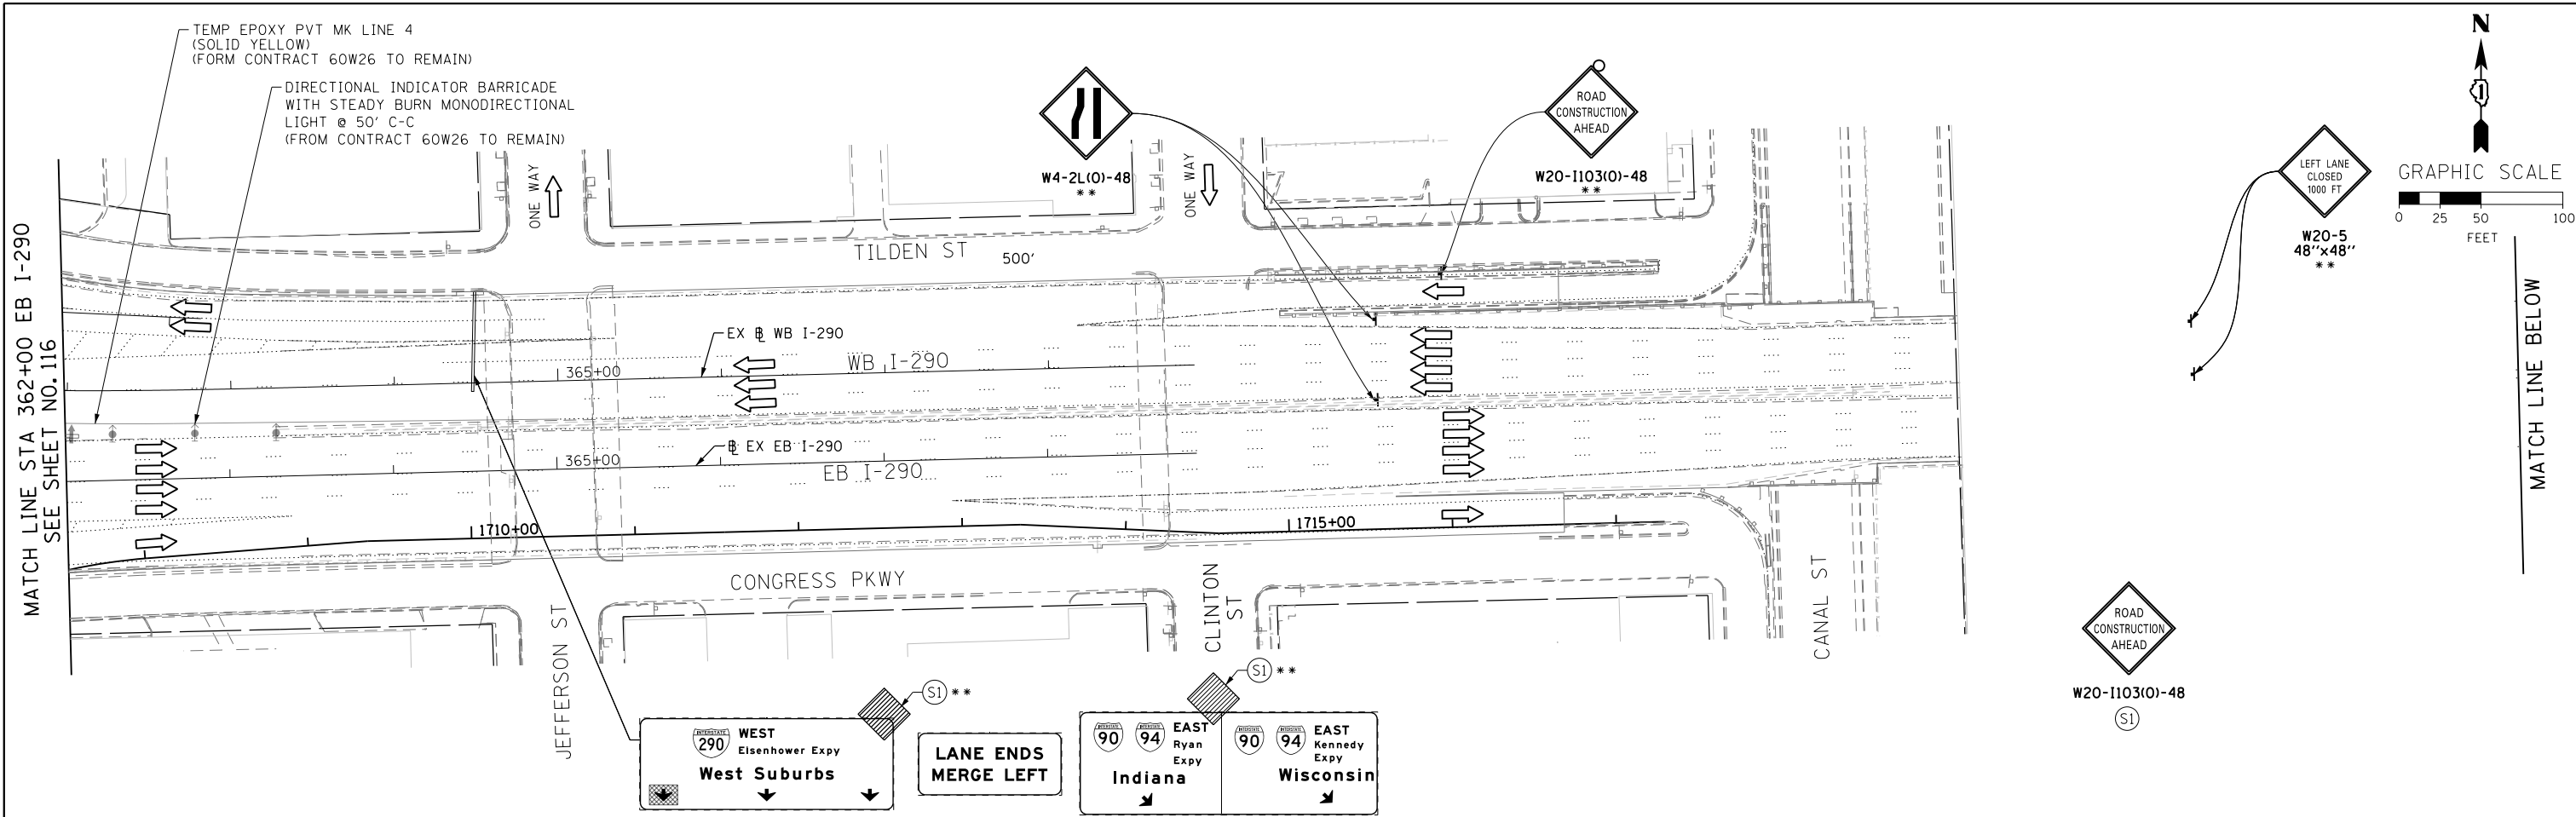 TEMP EPOXY PVT MK LINE 4
(SOLID YELLOW)
(FORM CONTRACT 60W26 TO REMAIN)
DIRECTIONAL INDICATOR BARRICADE
WITH STEADY BURN MONODIRECTIONAL
LIGHT @ 50' C-C
(FROM CONTRACT 60W26 TO REMAIN)
MATCH LINE STA 362+00 EB I-290
SEE SHEET NO. 116
ONE WAY
W4-2L(O)-48
**
ONE WAY
ROAD
CONSTRUCTION
AHEAD
W20-I103(O)-48
**
LEFT LANE
CLOSED
1000 FT
W20-5
48"x48"
**
N
GRAPHIC SCALE
0 25 50 100
FEET
MATCH LINE BELOW
TILDEN ST
500'
EX B WB I-290
365+00
WB I-290
B EX EB I-290
365+00
EB I-290
1710+00
1715+00
CONGRESS PKWY
JEFFERSON ST
CLINTON
ST
CANAL ST
S1 **
S1 **
INTERSTATE
290
WEST
Eisenhower Expy
West Suburbs
LANE ENDS
MERGE LEFT
INTERSTATE
90
INTERSTATE
94
EAST
Ryan
Expy
Indiana
INTERSTATE
90
INTERSTATE
94
EAST
Kennedy
Expy
Wisconsin
ROAD
CONSTRUCTION
AHEAD
W20-I103(O)-48
S1